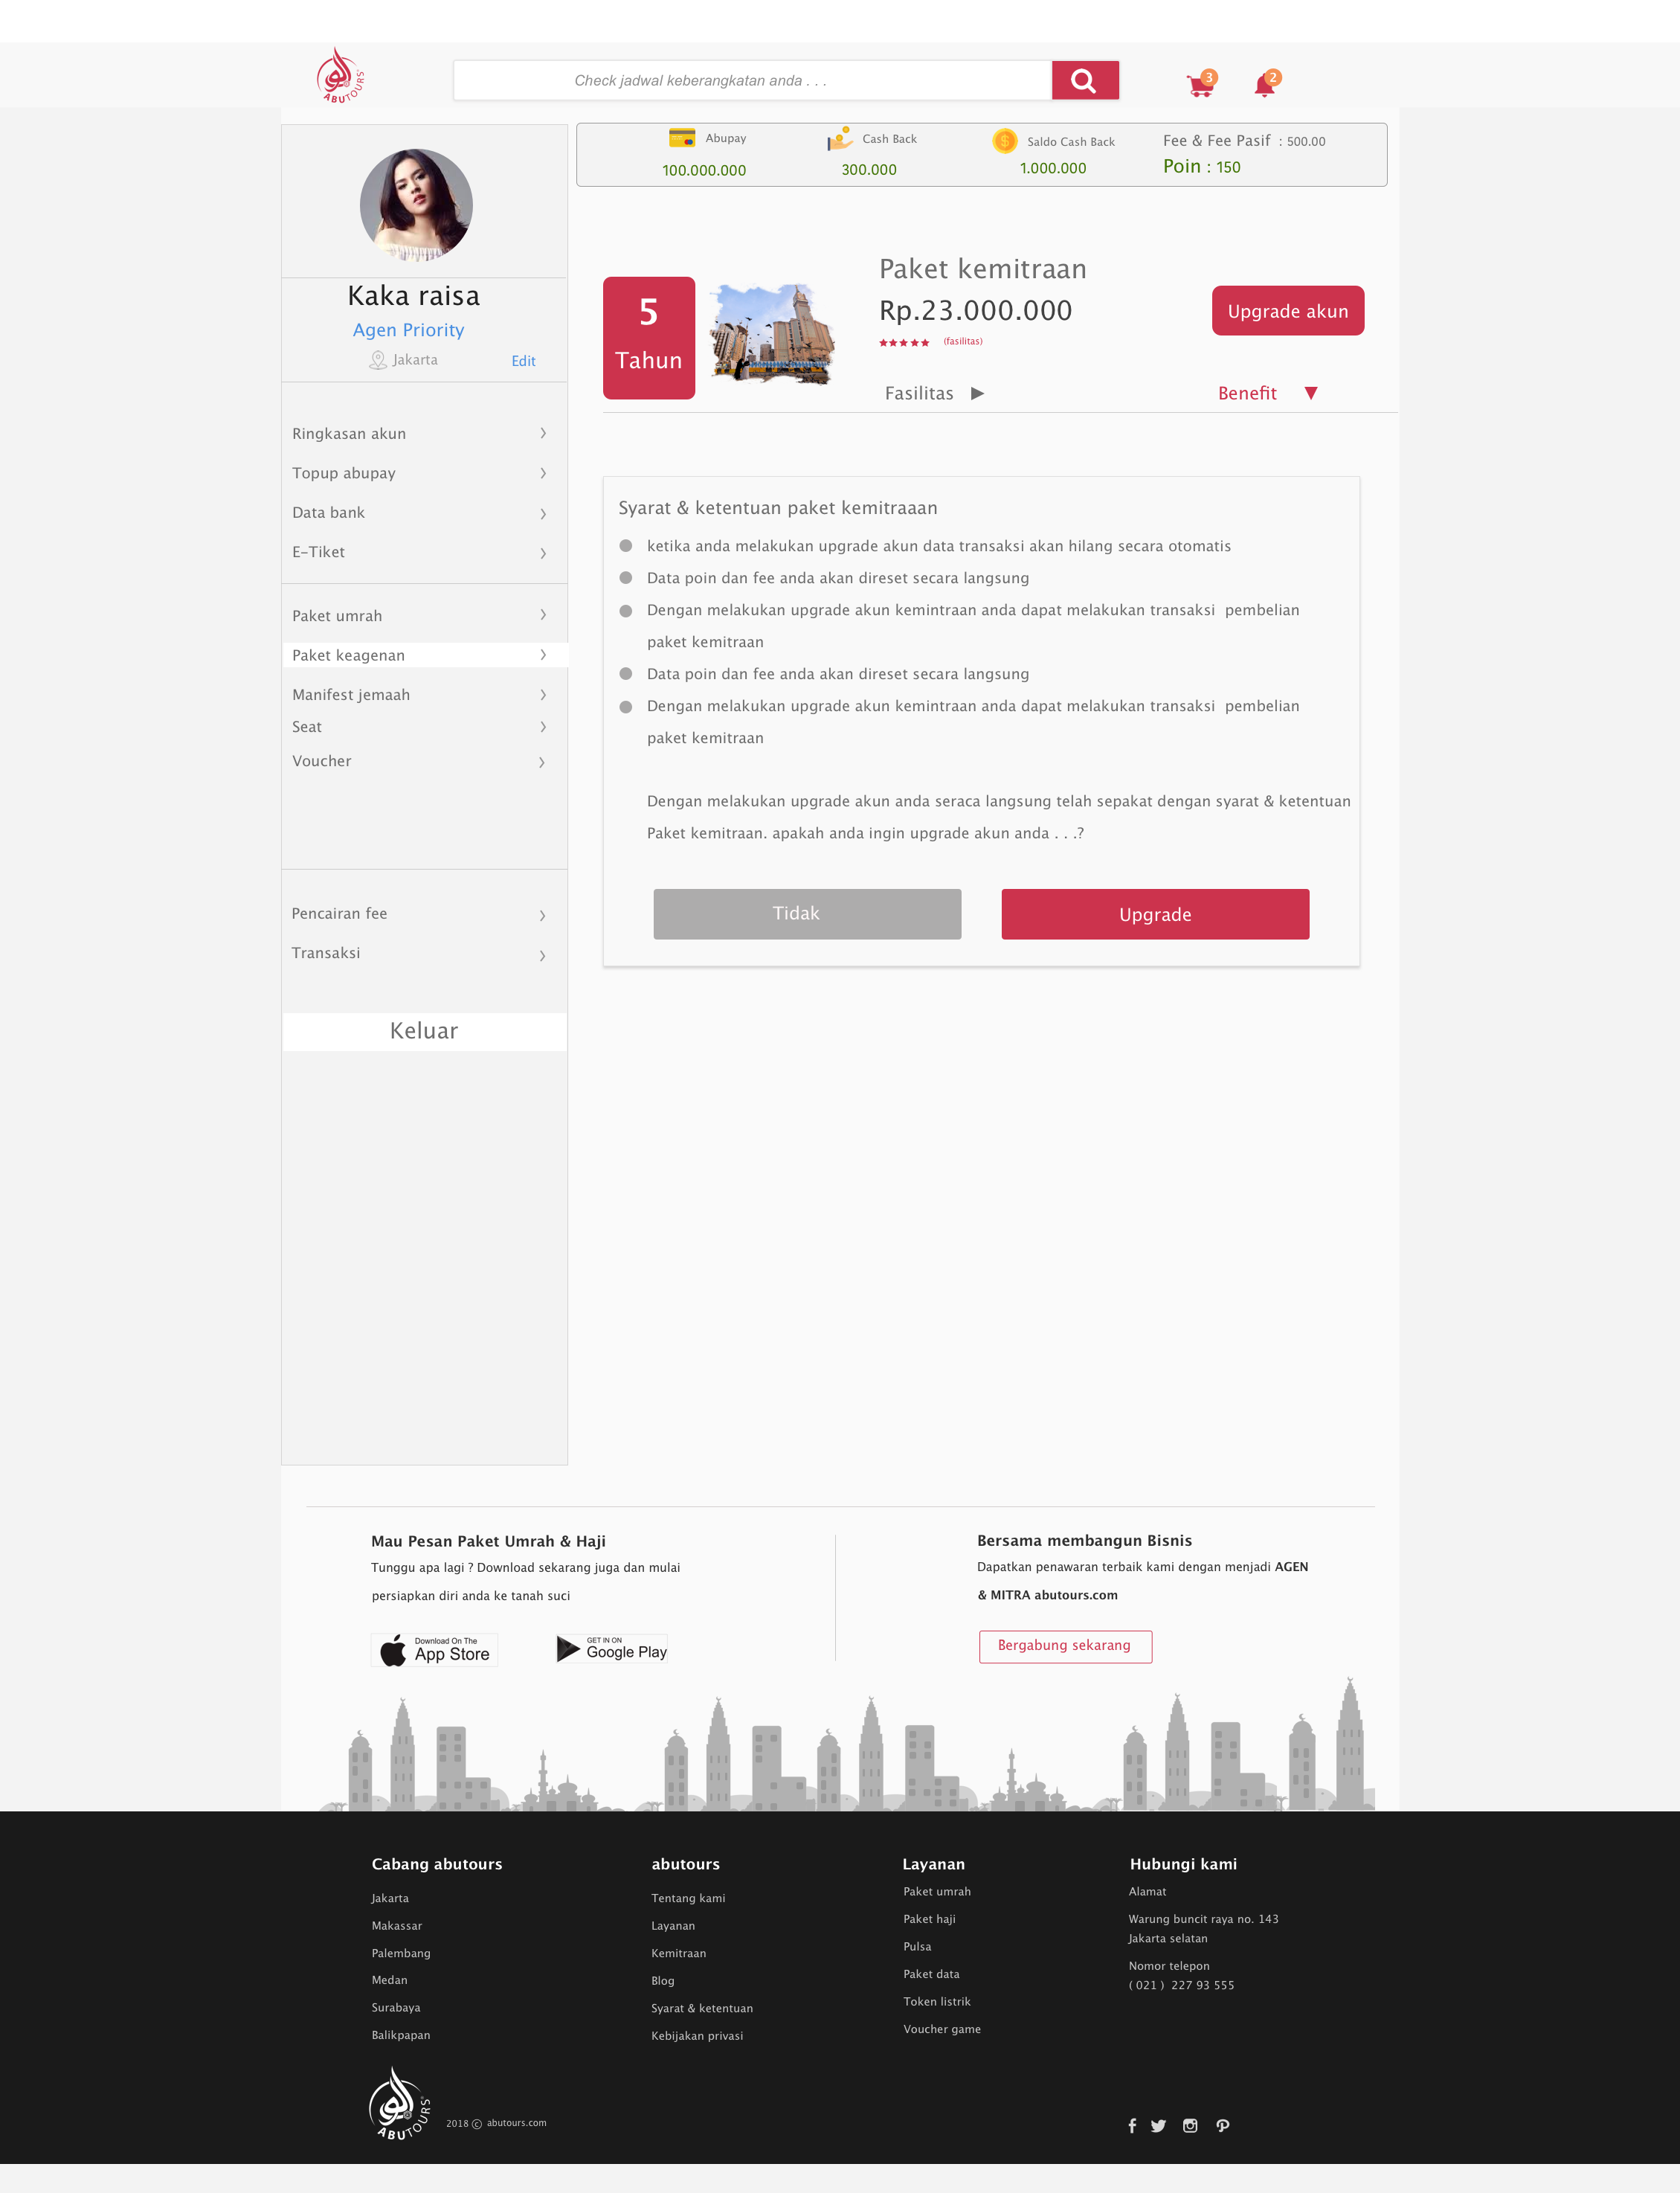 ABUTOURS
Check jadwal keberangkatan anda . . .
3
2
Kaka raisa
Agen Priority
Jakarta
Edit
Ringkasan akun
Topup abupay
Data bank
E-Tiket
Paket umrah
Paket keagenan
Manifest jemaah
Seat
Voucher
Pencairan fee
Transaksi
Keluar
Abupay
100.000.000
Cash Back
300.000
Saldo Cash Back
1.000.000
Fee & Fee Pasif : 500.00
Poin : 150
5
Tahun
Paket kemitraan
Rp.23.000.000
(fasilitas)
Upgrade akun
Fasilitas
Benefit
Syarat & ketentuan paket kemitraaan
ketika anda melakukan upgrade akun data transaksi akan hilang secara otomatis
Data poin dan fee anda akan direset secara langsung
Dengan melakukan upgrade akun kemintraan anda dapat melakukan transaksi pembelian
paket kemitraan
Data poin dan fee anda akan direset secara langsung
Dengan melakukan upgrade akun kemintraan anda dapat melakukan transaksi pembelian
paket kemitraan
Dengan melakukan upgrade akun anda seraca langsung telah sepakat dengan syarat & ketentuan
Paket kemitraan. apakah anda ingin upgrade akun anda . . .?
Tidak
Upgrade
Mau Pesan Paket Umrah & Haji
Tunggu apa lagi ? Download sekarang juga dan mulai
persiapkan diri anda ke tanah suci
Download On The
App Store
GET IN ON
Google Play
Bersama membangun Bisnis
Dapatkan penawaran terbaik kami dengan menjadi AGEN
& MITRA abutours.com
Bergabung sekarang
Cabang abutours
Jakarta
Makassar
Palembang
Medan
Surabaya
Balikpapan
abutours
Tentang kami
Layanan
Kemitraan
Blog
Syarat & ketentuan
Kebijakan privasi
Layanan
Paket umrah
Paket haji
Pulsa
Paket data
Token listrik
Voucher game
Hubungi kami
Alamat
Warung buncit raya no. 143
Jakarta selatan
Nomor telepon
( 021 ) 227 93 555
ABUTOURS
2018 © abutours.com